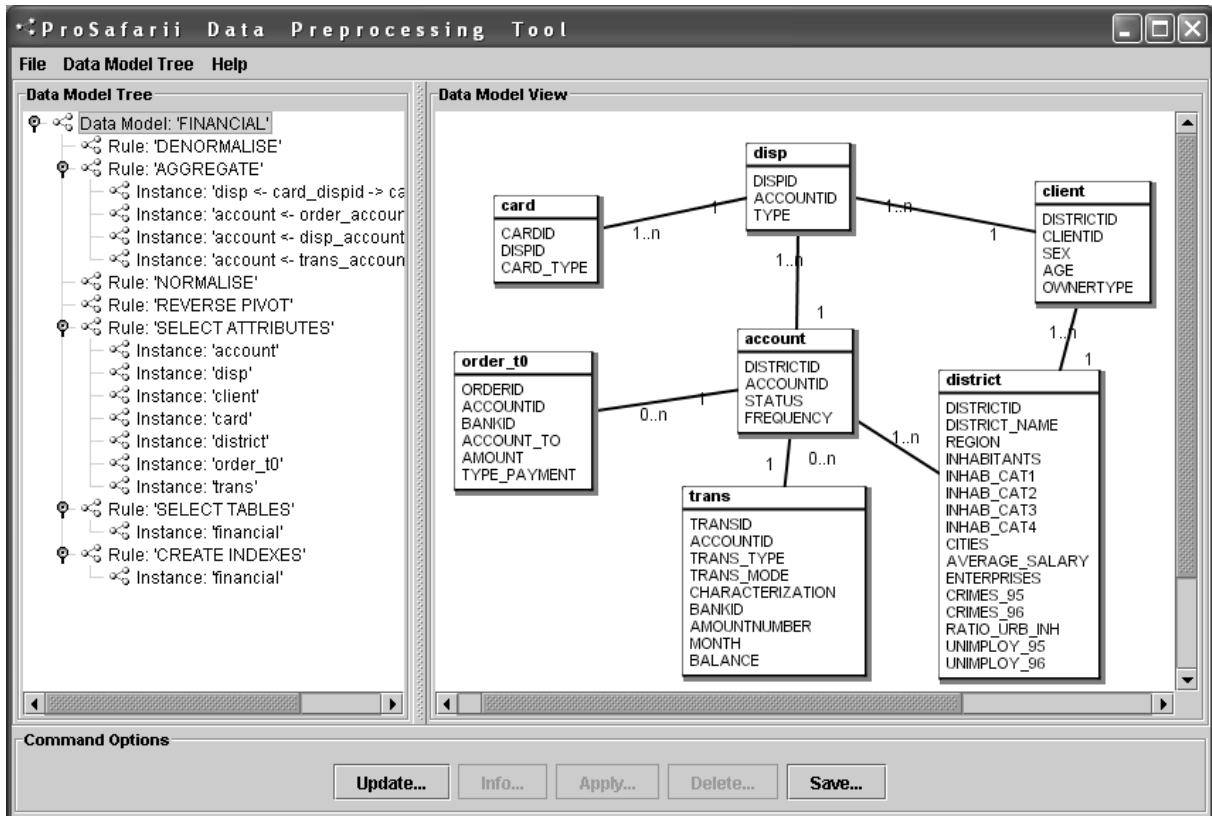 ProSafarii Data Preprocessing Tool
File Data Model Tree Help
Data Model Tree
Data Model: 'FINANCIAL'
Rule: 'DENORMALISE'
Rule: 'AGGREGATE'
Instance: 'disp <- card_dispid -> ca
Instance: 'account <- order_accour
Instance: 'account <- disp_account
Instance: 'account <- trans_accoun
Rule: 'NORMALISE'
Rule: 'REVERSE PIVOT'
Rule: 'SELECT ATTRIBUTES'
Instance: 'account'
Instance: 'disp'
Instance: 'client'
Instance: 'card'
Instance: 'district'
Instance: 'order_t0'
Instance: 'trans'
Rule: 'SELECT TABLES'
Instance: 'financial'
Rule: 'CREATE INDEXES'
Instance: 'financial'
Data Model View
disp
DISPID
ACCOUNTID
TYPE
card
CARDID
DISPID
CARD_TYPE
1
1..n
client
DISTRICTID
CLIENTID
SEX
AGE
OWNERTYPE
1..n
1
1..n
1
account
DISTRICTID
ACCOUNTID
STATUS
FREQUENCY
order_t0
ORDERID
ACCOUNTID
BANKID
ACCOUNT_TO
AMOUNT
TYPE_PAYMENT
1
0..n
1..n
1
district
DISTRICTID
DISTRICT_NAME
REGION
INHABITANTS
INHAB_CAT1
INHAB_CAT2
INHAB_CAT3
INHAB_CAT4
CITIES
AVERAGE_SALARY
ENTERPRISES
CRIMES_95
CRIMES_96
RATIO_URB_INH
UNIMPLOY_95
UNIMPLOY_96
1..n
1
0..n
trans
TRANSID
ACCOUNTID
TRANS_TYPE
TRANS_MODE
CHARACTERIZATION
BANKID
AMOUNTNUMBER
MONTH
BALANCE
Command Options
Update... Info... Apply... Delete... Save...